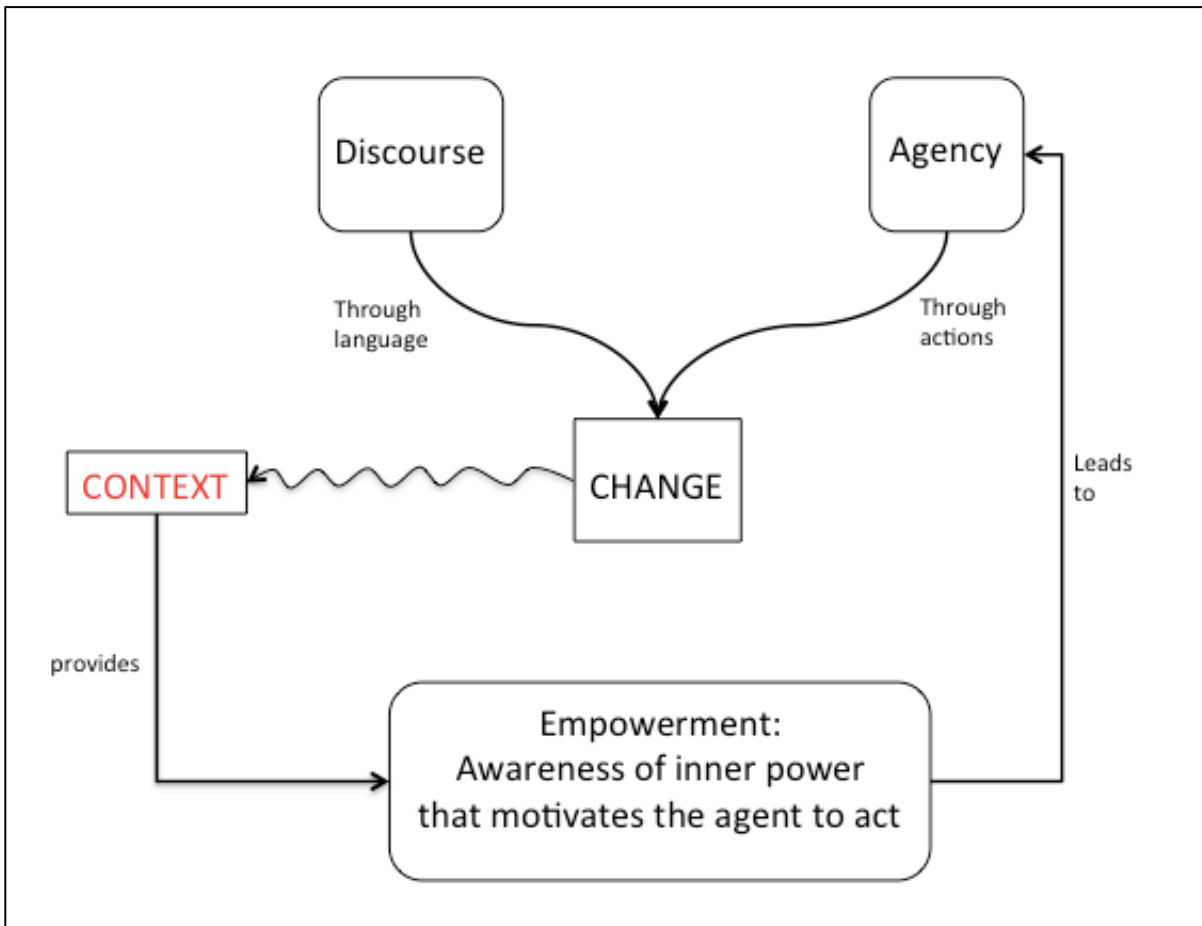 Discourse
Agency
Through
language
Through
actions
CONTEXT
CHANGE
Leads
to
provides
Empowerment:
Awareness of inner power
that motivates the agent to act